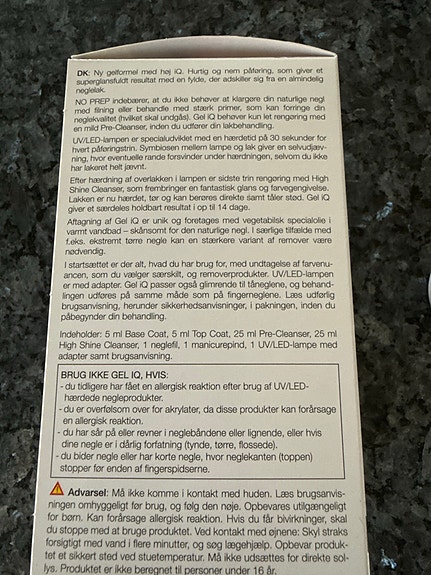 DK: Ny gelformel med høj iQ. Hurtig og nem påføring, som giver et
superglansfuldt resultat med en fylde, der adskiller sig fra en almindelig
neglelak.
NO PREP indebærer, at du ikke behøver at klargøre din naturlige negl
med filning eller behandle med stærk primer, som kan forringe din
neglekvalitet (hvilket skal undgås). Gel iQ behøver kun let rengøring med
en mild Pre-Cleanser, inden du udfører din lakbehandling.
UV/LED-lampen er specialudviklet med en hærdetid på 30 sekunder for
hvert påføringstrin. Symbiosen mellem lampe og lak giver en selvudjæv-
ning, hvor eventuelle rande forsvinder under hærdningen, selvom du ikke
har lakeret helt jævnt.
Efter hærdning af overlakken i lampen er sidste trin rengøring med High
Shine Cleanser, som frembringer en fantastisk glans og farvegengivelse.
Lakken er nu hærdet, tør og kan berøres direkte samt tåler stød. Gel iQ
giver et særdeles holdbart resultat i op til 14 dage.
Aftagning af Gel iQ er unik og foretages med vegetabilsk specialolie i
varmt vandbad – skånsomt for den naturlige negl. I særlige tilfælde med
f.eks. ekstremt tørre negle kan en stærkere variant af remover være
nødvendig.
I startsættet er der alt, hvad du har brug for, med undtagelse af farvenu-
ancen, som du vælger særskilt, og removerprodukter. UV/LED-lampen
er med adapter. Gel iQ passer også glimrende til tåneglene, og behand-
lingen udføres på samme måde som på fingerneglene. Læs udførlig
brugsanvisning, herunder sikkerhedsanvisninger, i pakningen, inden du
påbegynder din behandling.
Indeholder: 5 ml Base Coat, 5 ml Top Coat, 25 ml Pre-Cleanser, 25 ml
High Shine Cleanser, 1 neglefil, 1 manicurepind, 1 UV/LED-lampe med
adapter samt brugsanvisning.
BRUG IKKE GEL IQ, HVIS:
- du tidligere har fået en allergisk reaktion efter brug af UV/LED-
hærdede negleprodukter.
- du er overfølsom over for akrylater, da disse produkter kan forårsage
en allergisk reaktion.
- du har sår på eller revner i neglebåndene eller lignende, eller hvis
dine negle er i dårlig forfatning (tynde, tørre, flossede).
- du bider negle eller har korte negle, hvor neglekanten (toppen)
stopper før enden af fingerspidserne.
Advarsel: Må ikke komme i kontakt med huden. Læs brugsanvis-
ningen omhyggeligt før brug, og følg den nøje. Opbevares utilgængeligt
for børn. Kan forårsage allergisk reaktion. Hvis du får bivirkninger, skal
du stoppe med at bruge produktet. Ved kontakt med øjnene: Skyl straks
forsigtigt med vand i flere minutter, og søg lægehjælp. Opbevar produk-
tet et sikkert sted ved stuetemperatur. Må ikke udsættes for direkte sol-
lys. Produktet er ikke beregnet til personer under 16 år.